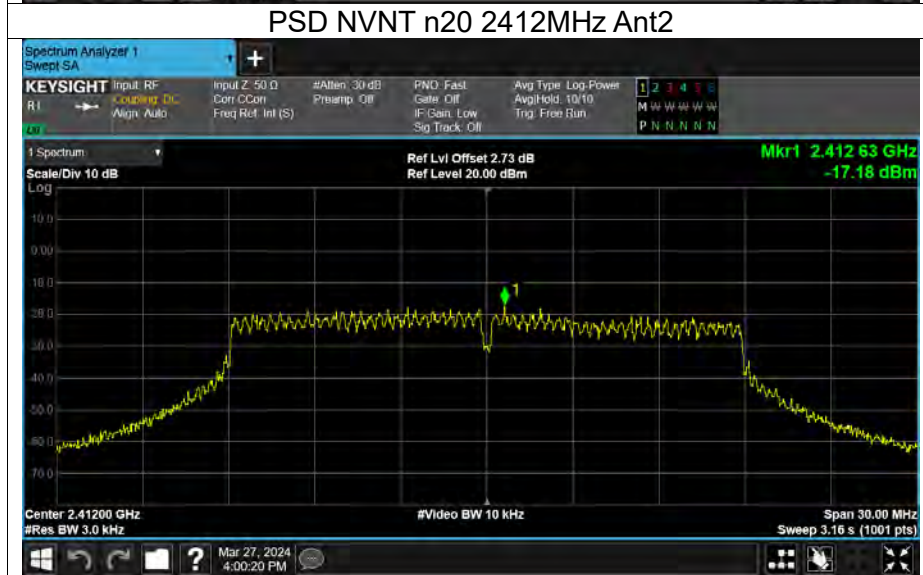 PSD NVNT n20 2412MHz Ant2
Spectrum Analyzer 1
Swept SA
+
KEYSIGHT
Input: RF
Coupling: DC
Align: Auto
Input Z: 50 Ω
Corr CCorr
Freq Ref: Int (S)
#Atten: 30 dB
Preamp: Off
PNO: Fast
Gate: Off
IF Gain: Low
Sig Track: Off
Avg Type: Log-Power
Avg|Hold: 10/10
Trig: Free Run
1 2 3 4 5 6
M W W W W W
P N N N N N
1 Spectrum
Scale/Div 10 dB
Ref Lvl Offset 2.73 dB
Ref Level 20.00 dBm
Mkr1 2.412 63 GHz
-17.18 dBm
Log
10.0
0.00
-10.0
-20.0
-30.0
-40.0
-50.0
-60.0
-70.0
1
Center 2.41200 GHz
#Res BW 3.0 kHz
#Video BW 10 kHz
Span 30.00 MHz
Sweep 3.16 s (1001 pts)
?
Mar 27, 2024
4:00:20 PM